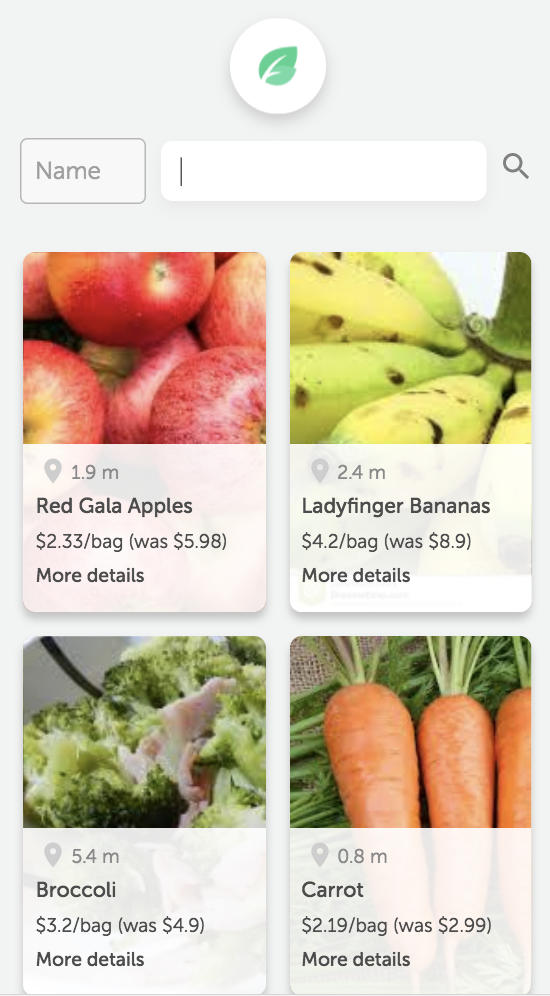 Name
1.9 m
Red Gala Apples
$2.33/bag (was $5.98)
More details
2.4 m
Ladyfinger Bananas
$4.2/bag (was $8.9)
More details
5.4 m
Broccoli
$3.2/bag (was $4.9)
More details
0.8 m
Carrot
$2.19/bag (was $2.99)
More details